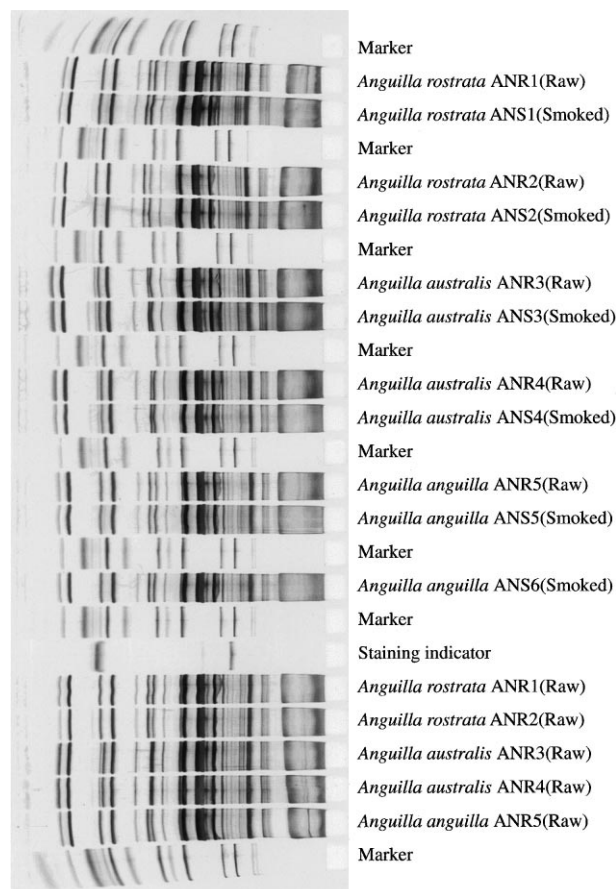 Marker
Anguilla rostrata ANR1(Raw)
Anguilla rostrata ANS1(Smoked)
Marker
Anguilla rostrata ANR2(Raw)
Anguilla rostrata ANS2(Smoked)
Marker
Anguilla australis ANR3(Raw)
Anguilla australis ANS3(Smoked)
Marker
Anguilla australis ANR4(Raw)
Anguilla australis ANS4(Smoked)
Marker
Anguilla anguilla ANR5(Raw)
Anguilla anguilla ANS5(Smoked)
Marker
Anguilla anguilla ANS6(Smoked)
Marker
Staining indicator
Anguilla rostrata ANR1(Raw)
Anguilla rostrata ANR2(Raw)
Anguilla australis ANR3(Raw)
Anguilla australis ANR4(Raw)
Anguilla anguilla ANR5(Raw)
Marker